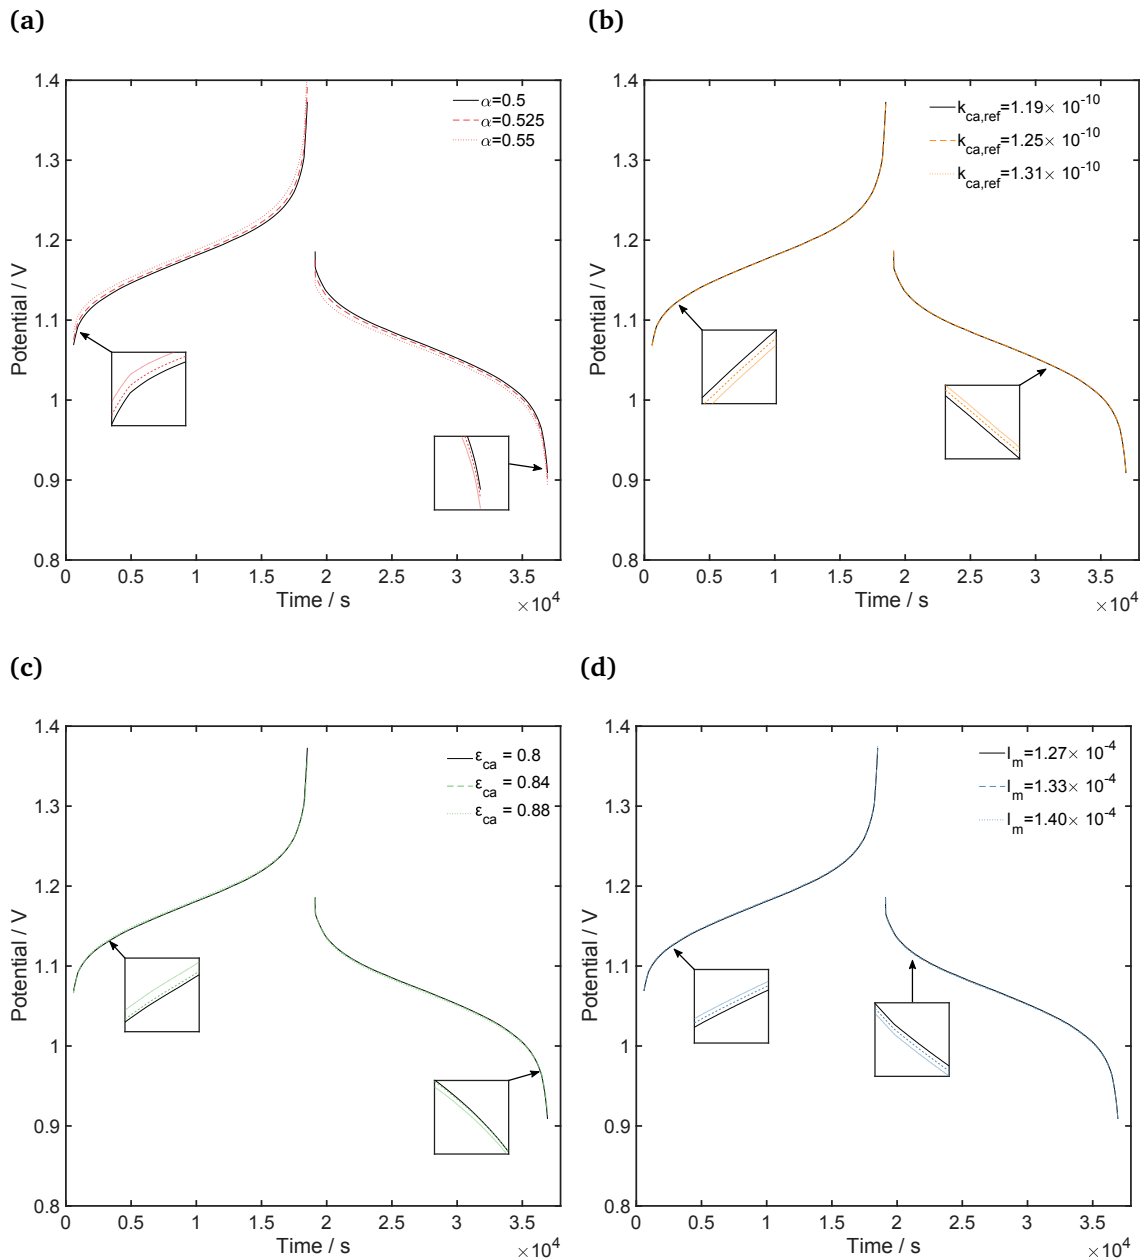 (a)
1.4
1.3
1.2
1.1
1
0.9
0.8
Potential / V
α=0.5
α=0.525
α=0.55
0 0.5 1 1.5 2 2.5 3 3.5
Time / s
×10⁴
(b)
1.4
1.3
1.2
1.1
1
0.9
0.8
Potential / V
k_ca,ref=1.19× 10⁻¹⁰
k_ca,ref=1.25× 10⁻¹⁰
k_ca,ref=1.31× 10⁻¹⁰
0 0.5 1 1.5 2 2.5 3 3.5
Time / s
×10⁴
(c)
1.4
1.3
1.2
1.1
1
0.9
0.8
Potential / V
ε_ca = 0.8
ε_ca = 0.84
ε_ca = 0.88
0 0.5 1 1.5 2 2.5 3 3.5
Time / s
×10⁴
(d)
1.4
1.3
1.2
1.1
1
0.9
0.8
Potential / V
l_m=1.27× 10⁻⁴
l_m=1.33× 10⁻⁴
l_m=1.40× 10⁻⁴
0 0.5 1 1.5 2 2.5 3 3.5
Time / s
×10⁴